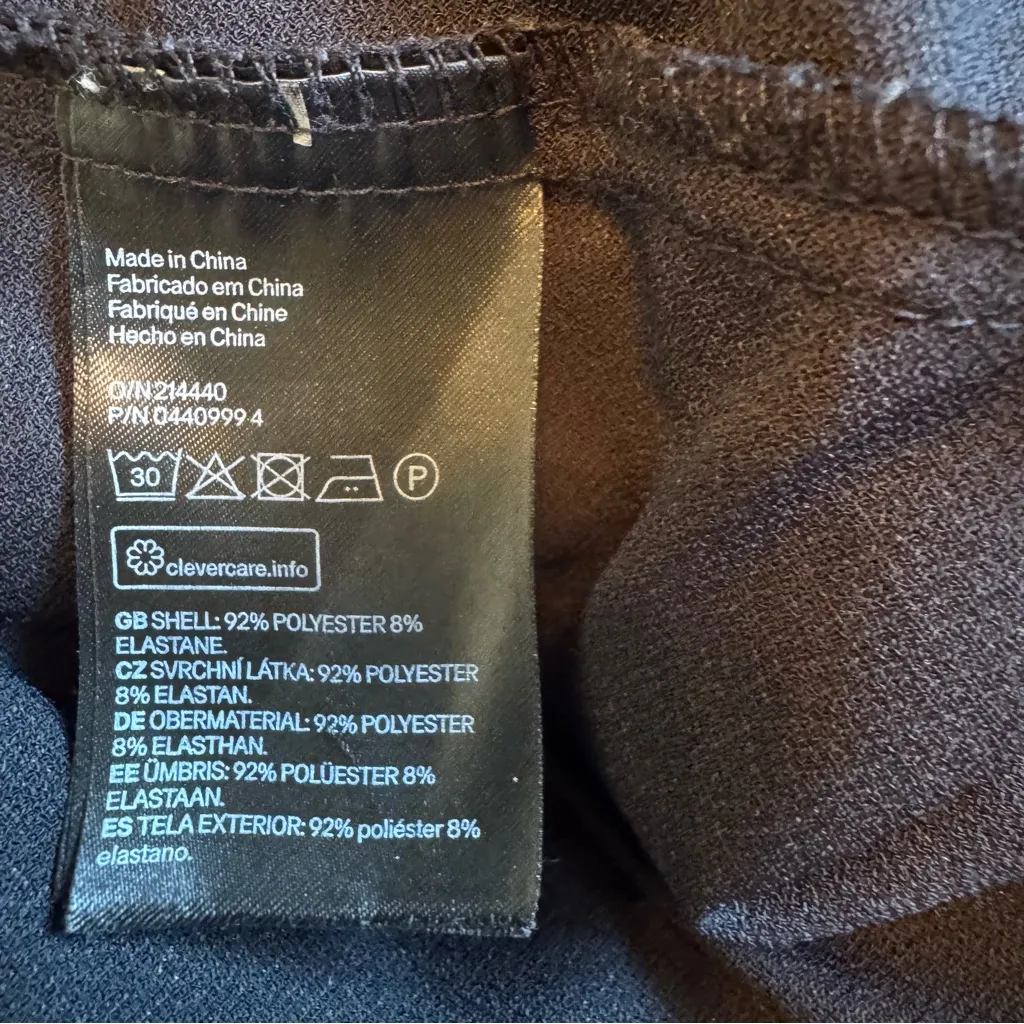 Made in China
Fabricado em China
Fabriqué en Chine
Hecho en China
O/N 214440
P/N 0440999 4
30
P
clevercare.info
GB SHELL: 92% POLYESTER 8%
ELASTANE.
CZ SVRCHNÍ LÁTKA: 92% POLYESTER
8% ELASTAN.
DE OBERMATERIAL: 92% POLYESTER
8% ELASTHAN.
EE ÜMBRIS: 92% POLÜESTER 8%
ELASTAAN.
ES TELA EXTERIOR: 92% poliéster 8%
elastano.